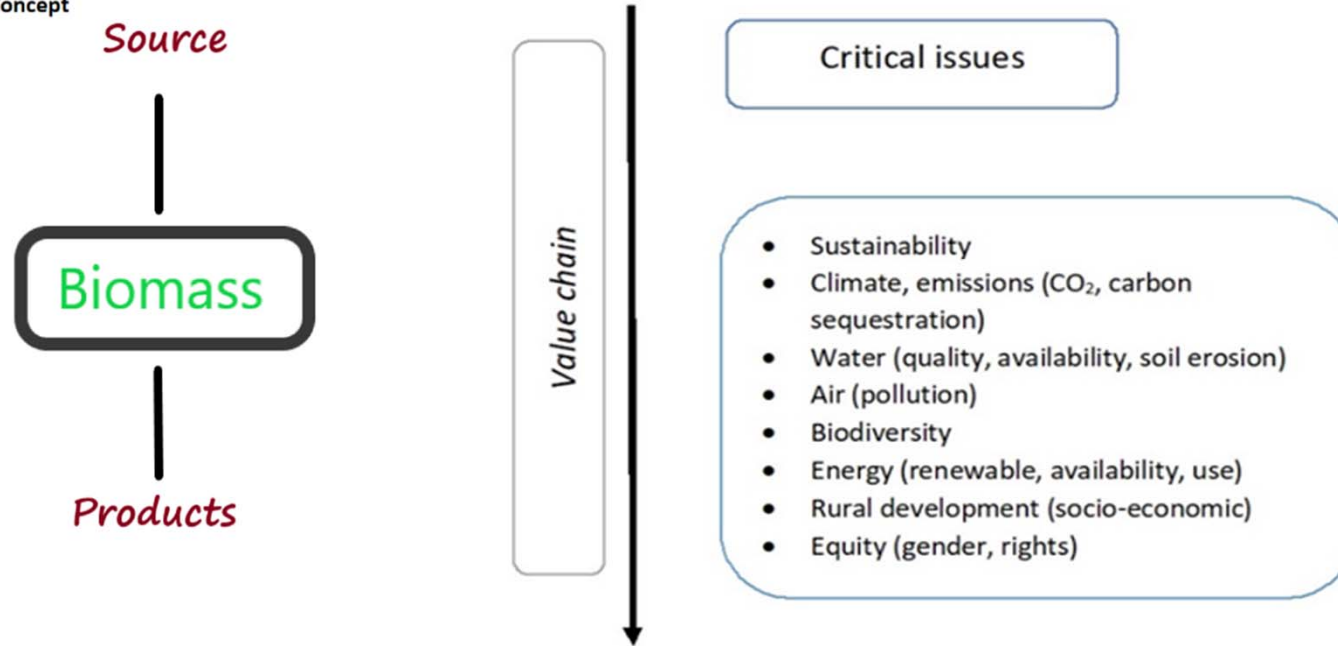 oncept
Source
Biomass
Products
Value chain
Critical issues
• Sustainability
• Climate, emissions (CO₂, carbon
sequestration)
• Water (quality, availability, soil erosion)
• Air (pollution)
• Biodiversity
• Energy (renewable, availability, use)
• Rural development (socio-economic)
• Equity (gender, rights)